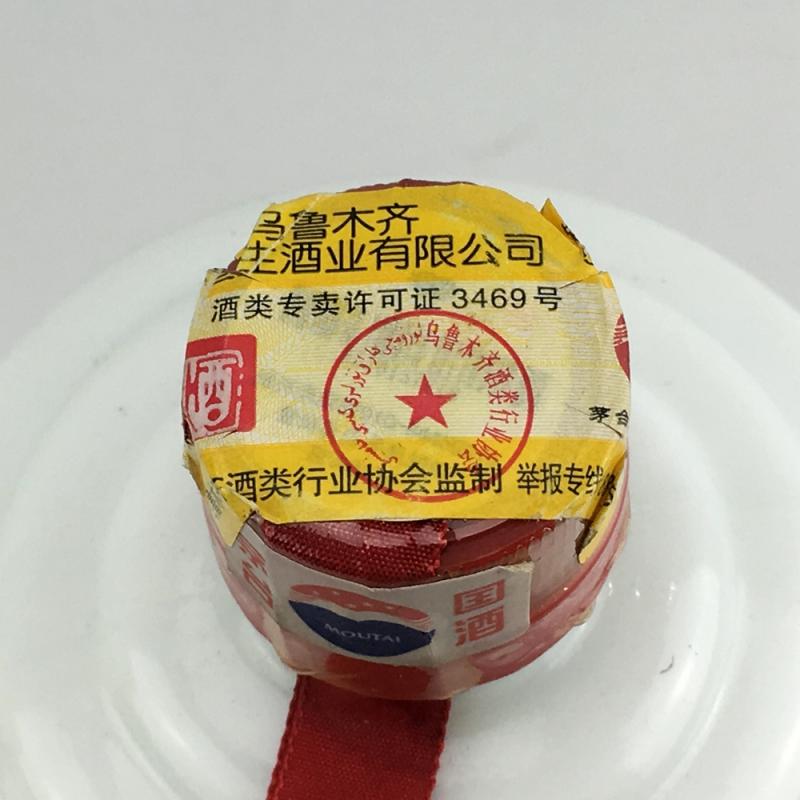 乌鲁木齐
生酒业有限公司
酒类专卖许可证 3469号
乌鲁木齐酒类行业协
酒
茅台
酒类行业协会监制 举报专线
MOUTAI
国酒